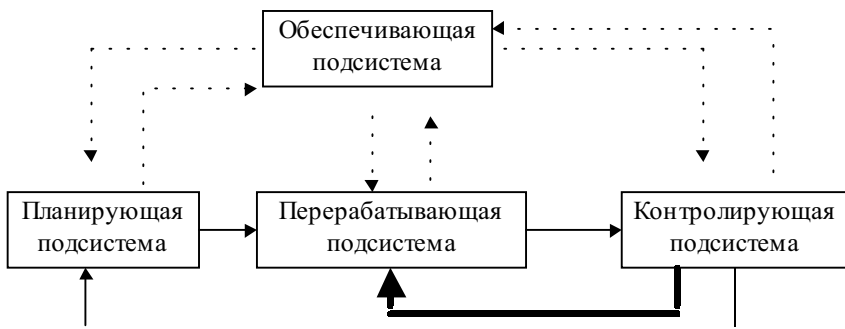 Обеспечивающая
подсистема
Планирующая
подсистема
Перерабатывающая
подсистема
Контролирующая
подсистема